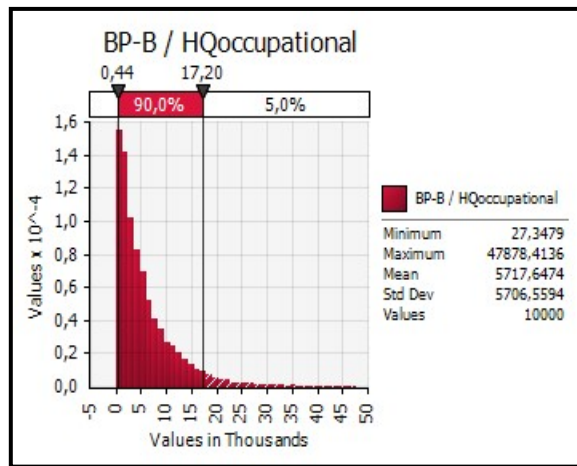 BP-B / HQoccupational
0,44 17,20
90,0% 5,0%
1,6
1,4
1,2
1,0
0,8
0,6
0,4
0,2
0,0
Values x 10^-4
-5 0 5 10 15 20 25 30 35 40 45 50
Values in Thousands
BP-B / HQoccupational
Minimum 27,3479
Maximum 47878,4136
Mean 5717,6474
Std Dev 5706,5594
Values 10000